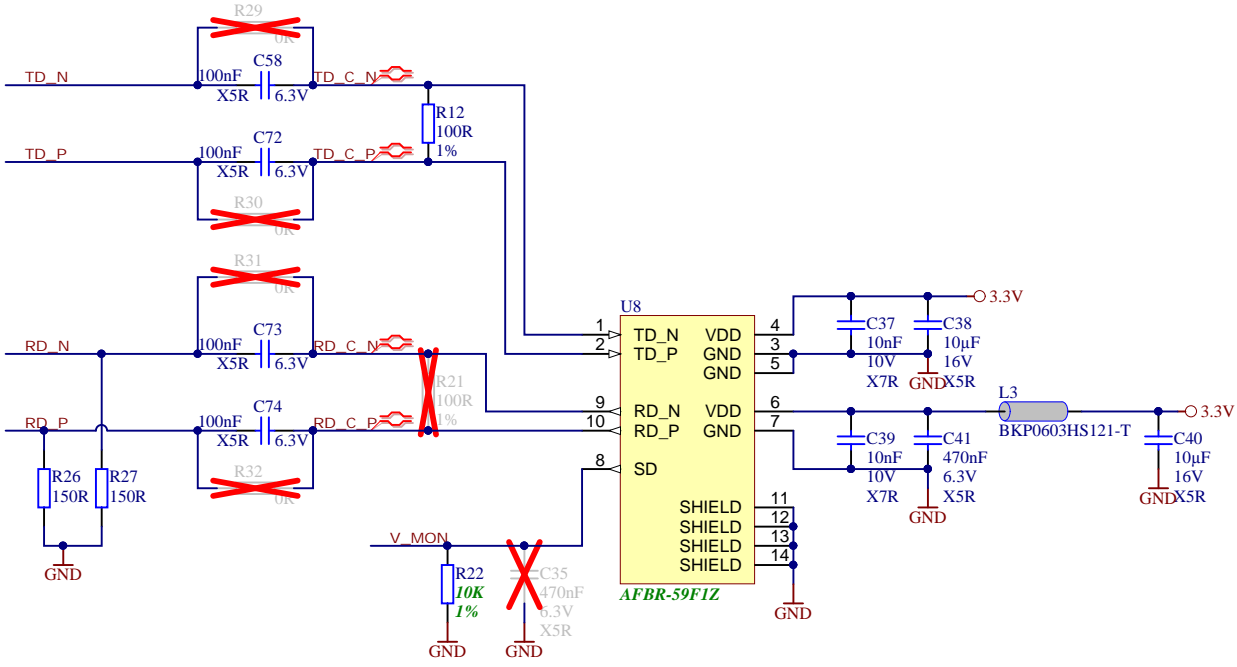 R29
0R
C58
TD_N
100nF
TD_C_N
X5R
6.3V
R12
100R
1%
C72
TD_P
100nF
TD_C_P
X5R
6.3V
R30
0R
R31
0R
C73
RD_N
100nF
RD_C_N
X5R
6.3V
R21
100R
1%
C74
RD_P
100nF
RD_C_P
X5R
6.3V
R32
0R
R26
150R
R27
150R
GND
V_MON
R22
10K
1%
GND
C35
470nF
6.3V
X5R
GND
U8
1
TD_N
2
TD_P
9
RD_N
10
RD_P
8
SD
VDD
4
GND
3
GND
5
VDD
6
GND
7
SHIELD
11
SHIELD
12
SHIELD
13
SHIELD
14
AFBR-59F1Z
GND
3.3V
C37
10nF
10V
X7R
C38
10µF
16V
X5R
GND
L3
BKP0603HS121-T
3.3V
C39
10nF
10V
X7R
C41
470nF
6.3V
X5R
GND
C40
10µF
16V
X5R
GND